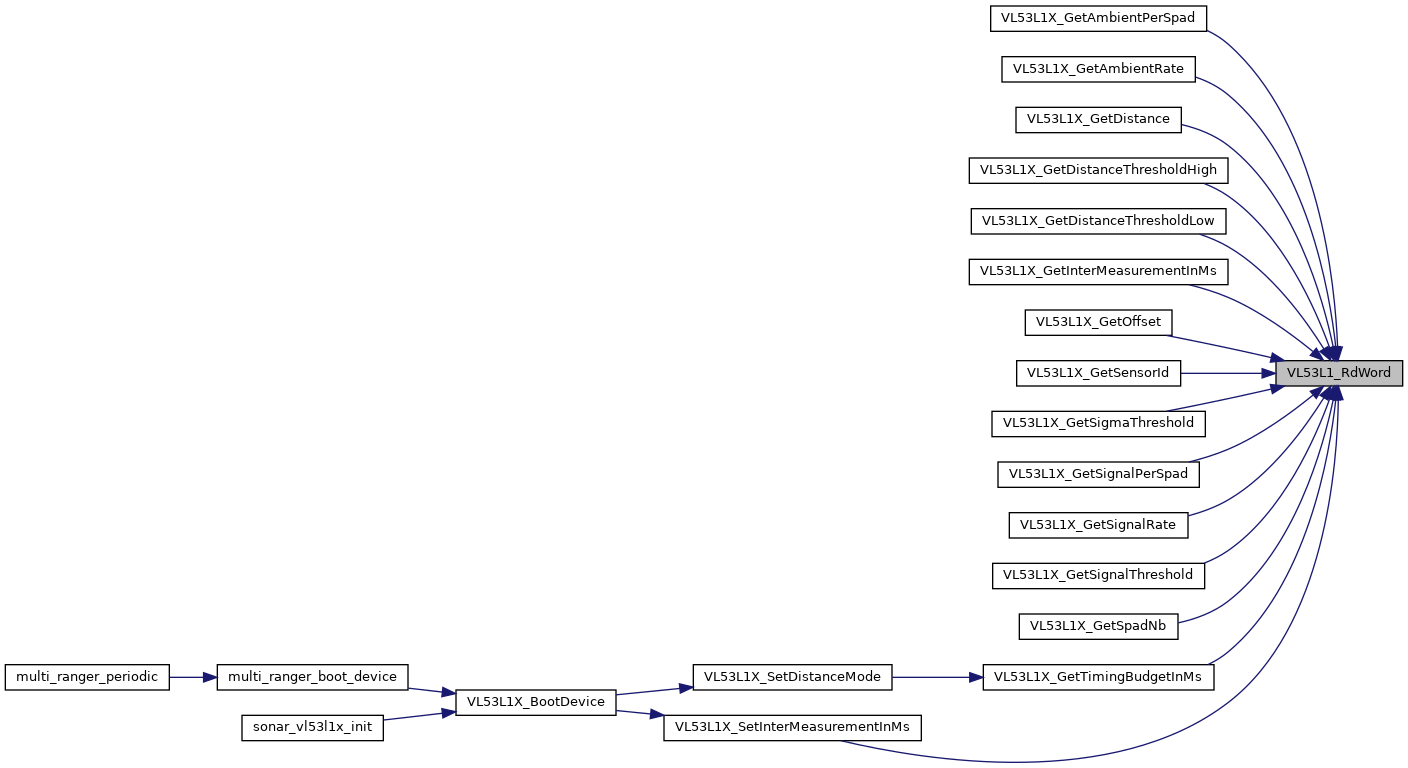 VL53L1X_GetAmbientPerSpad
VL53L1X_GetAmbientRate
VL53L1X_GetDistance
VL53L1X_GetDistanceThresholdHigh
VL53L1X_GetDistanceThresholdLow
VL53L1X_GetInterMeasurementInMs
VL53L1X_GetOffset
VL53L1X_GetSensorId
VL53L1_RdWord
VL53L1X_GetSigmaThreshold
VL53L1X_GetSignalPerSpad
VL53L1X_GetSignalRate
VL53L1X_GetSignalThreshold
VL53L1X_GetSpadNb
multi_ranger_periodic
multi_ranger_boot_device
VL53L1X_SetDistanceMode
VL53L1X_GetTimingBudgetInMs
VL53L1X_BootDevice
sonar_vl53l1x_init
VL53L1X_SetInterMeasurementInMs